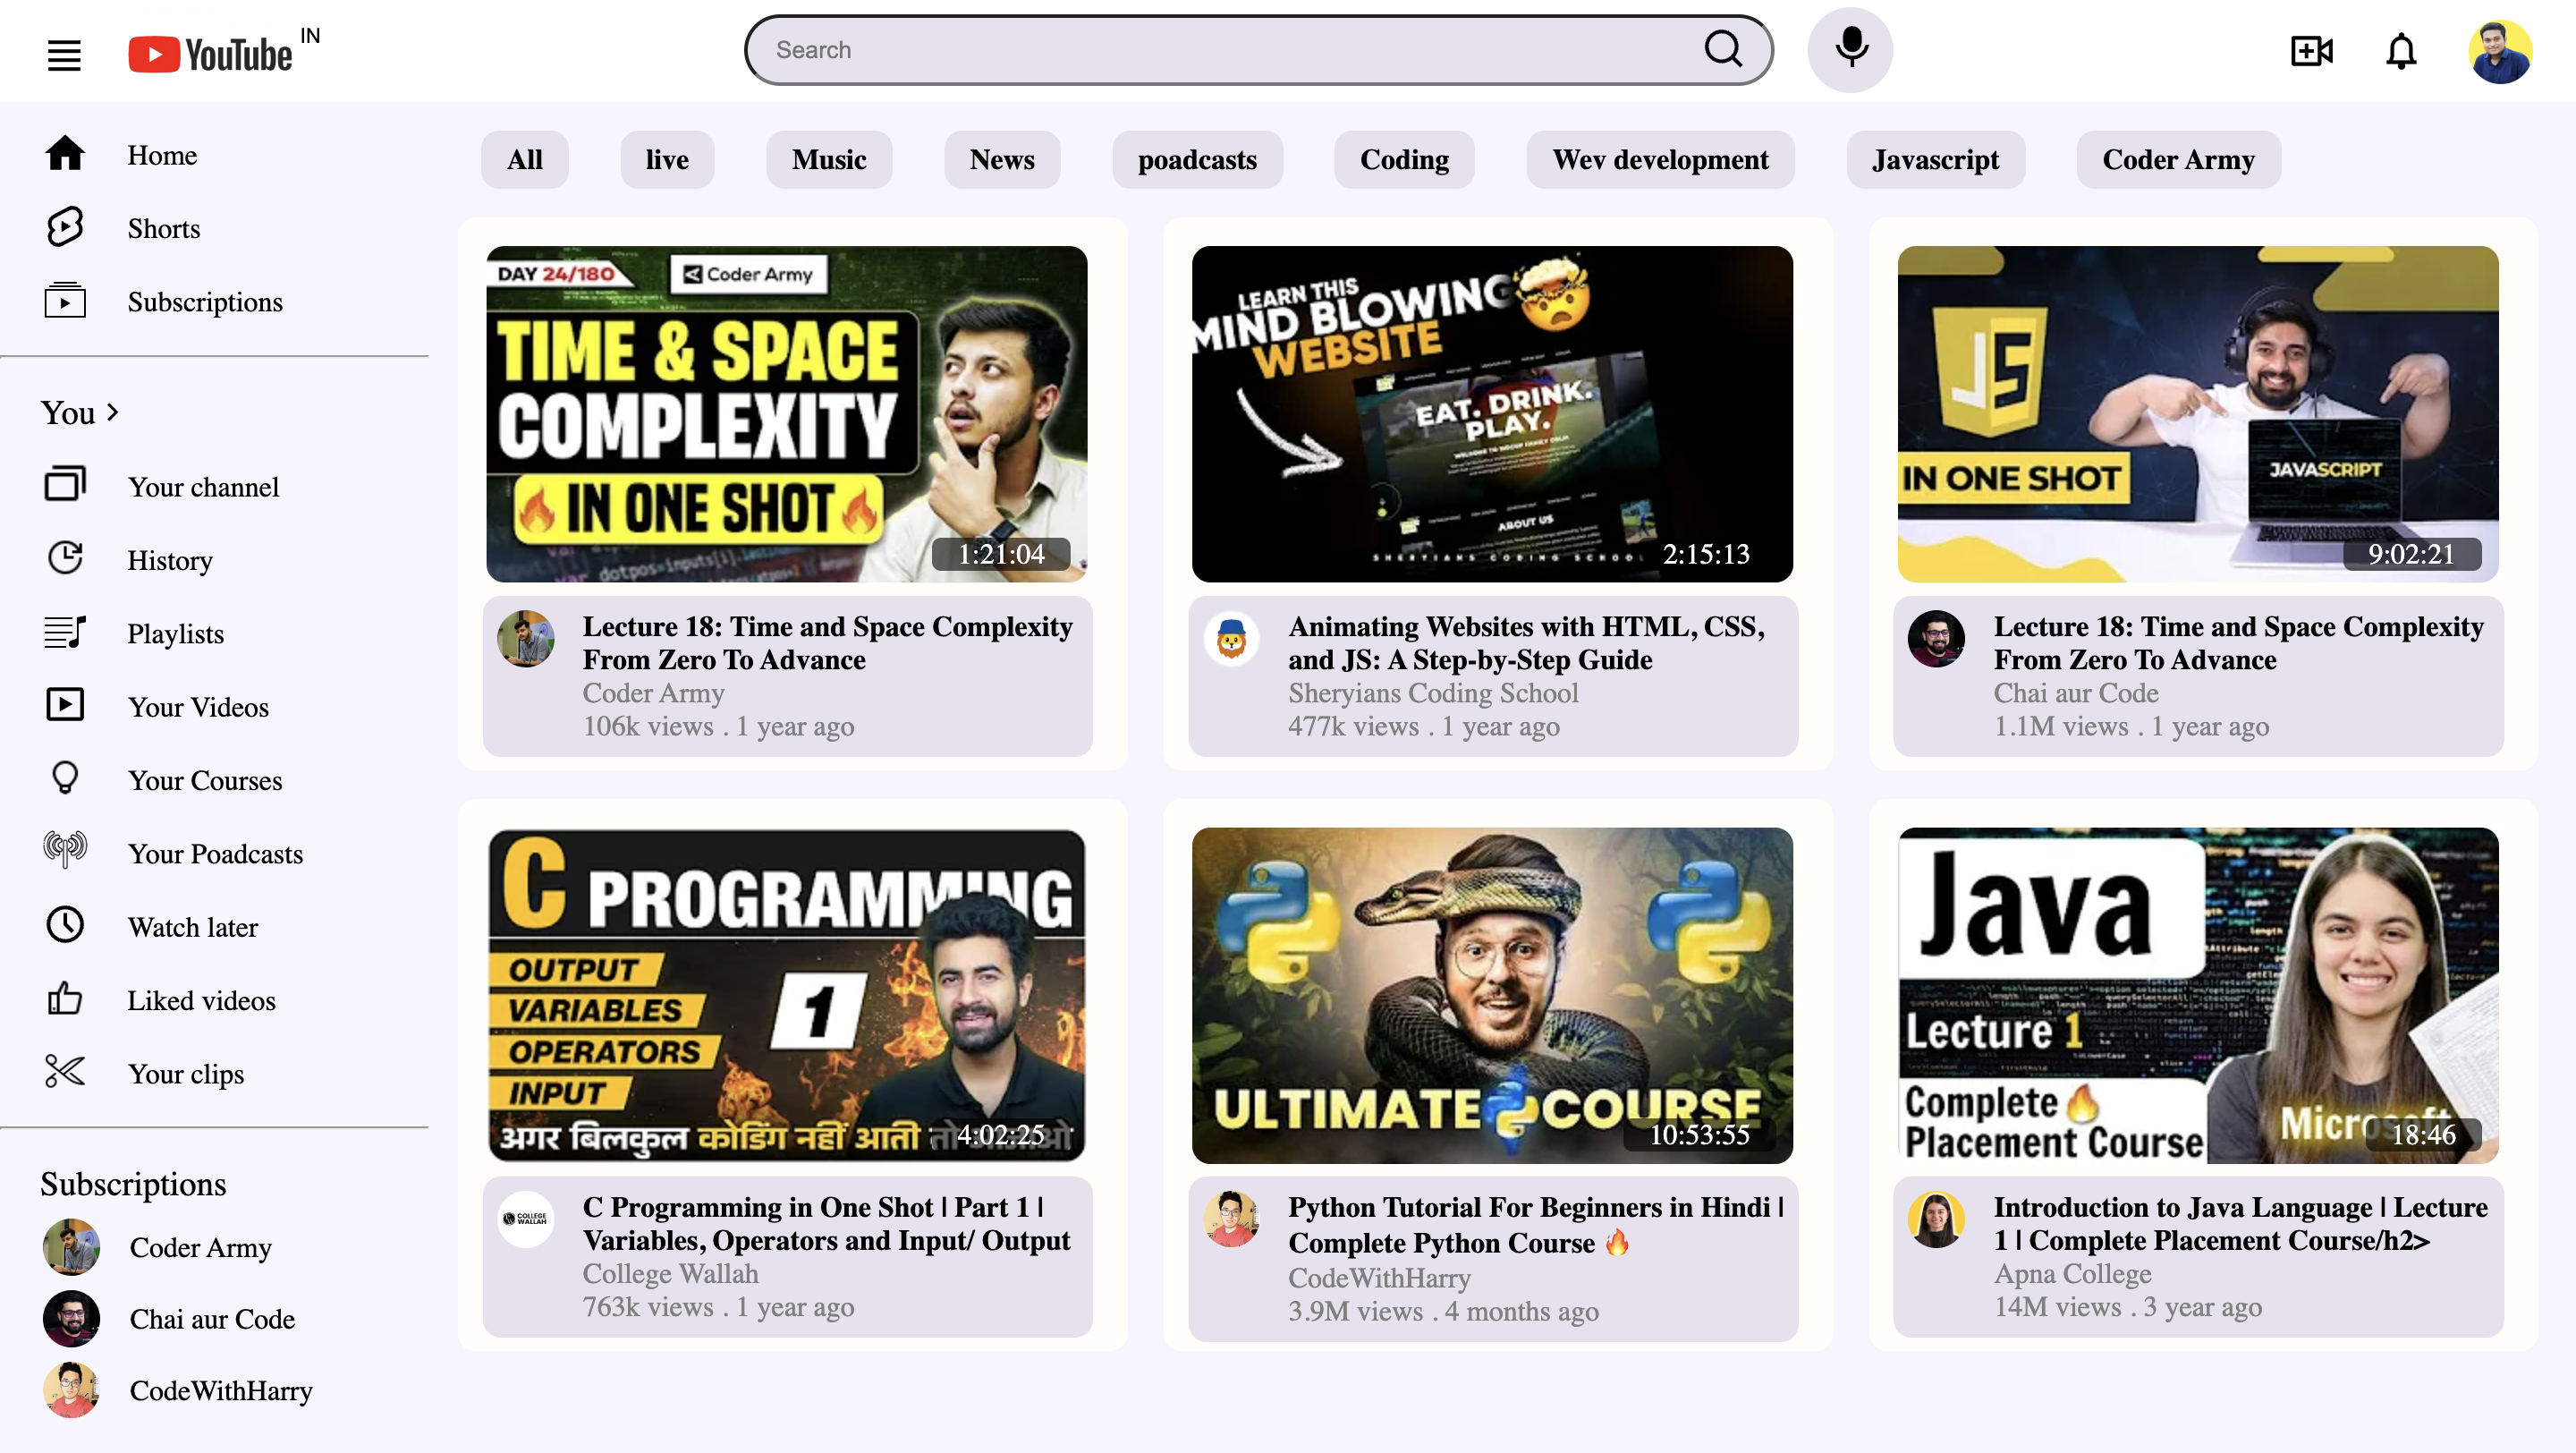 YouTube IN
Search
Home
Shorts
Subscriptions
You
Your channel
History
Playlists
Your Videos
Your Courses
Your Poadcasts
Watch later
Liked videos
Your clips
Subscriptions
Coder Army
Chai aur Code
CodeWithHarry
All
live
Music
News
poadcasts
Coding
Wev development
Javascript
Coder Army
DAY 24/180
Coder Army
TIME & SPACE
COMPLEXITY
IN ONE SHOT
var dotpos=inputs[i].
1:21:04
Lecture 18: Time and Space Complexity
From Zero To Advance
Coder Army
106k views . 1 year ago
LEARN THIS
MIND BLOWING
WEBSITE
EAT. DRINK.
PLAY.
ABOUT US
SHERYIANS CODING SCHOOL
2:15:13
Animating Websites with HTML, CSS,
and JS: A Step-by-Step Guide
Sheryians Coding School
477k views . 1 year ago
JS
IN ONE SHOT
JAVASCRIPT
9:02:21
Lecture 18: Time and Space Complexity
From Zero To Advance
Chai aur Code
1.1M views . 1 year ago
C PROGRAMMING
OUTPUT
VARIABLES
OPERATORS
INPUT
1
अगर बिलकुल कोडिंग नहीं आती तो
4:02:25
COLLEGE
WALLAH
C Programming in One Shot | Part 1 |
Variables, Operators and Input/ Output
College Wallah
763k views . 1 year ago
ULTIMATE COURSE
10:53:55
Python Tutorial For Beginners in Hindi |
Complete Python Course 🔥
CodeWithHarry
3.9M views . 4 months ago
Java
Lecture 1
Complete
Placement Course
Microsoft
18:46
Introduction to Java Language | Lecture
1 | Complete Placement Course/h2>
Apna College
14M views . 3 year ago